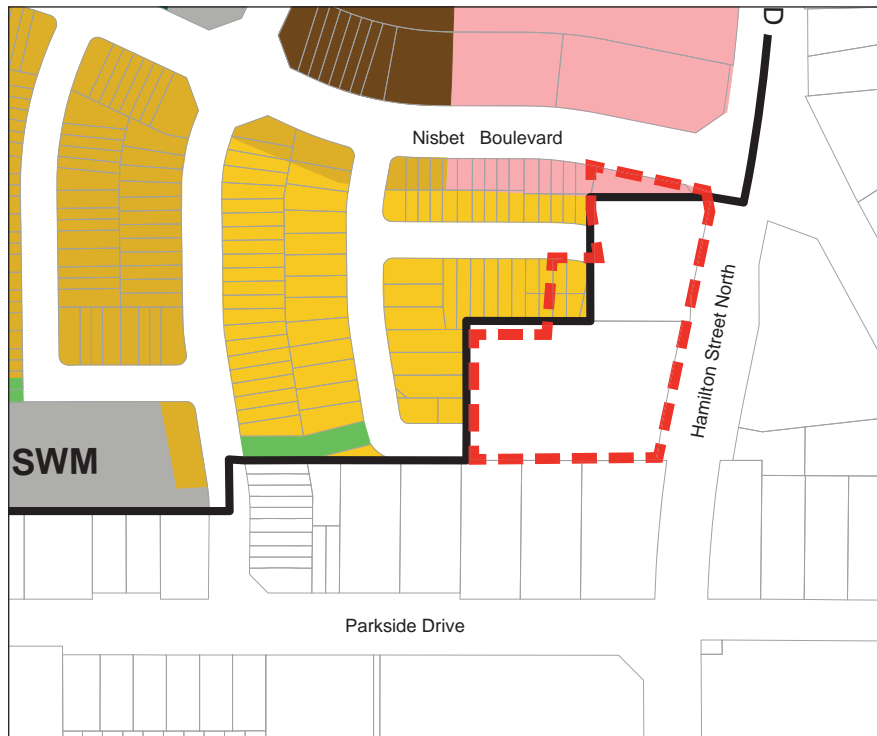 D
Nisbet Boulevard
Hamilton Street North
SWM
Parkside Drive